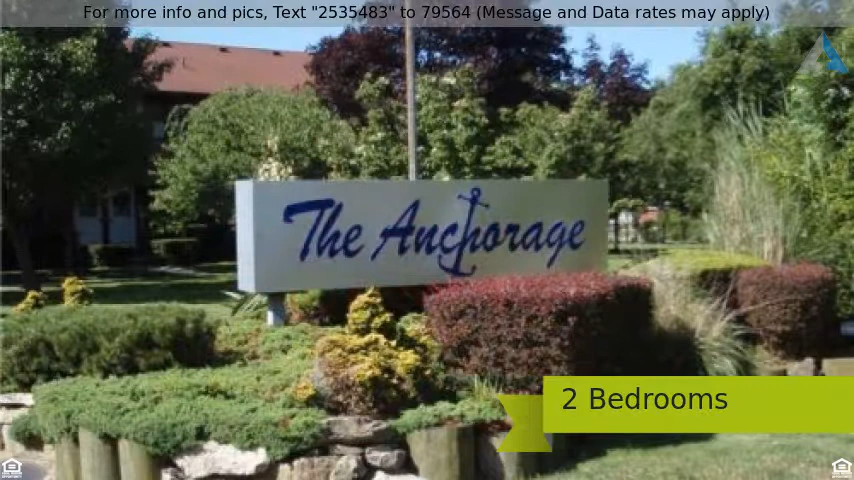 For more info and pics, Text "2535483" to 79564 (Message and Data rates may apply)
The Anchorage
2 Bedrooms